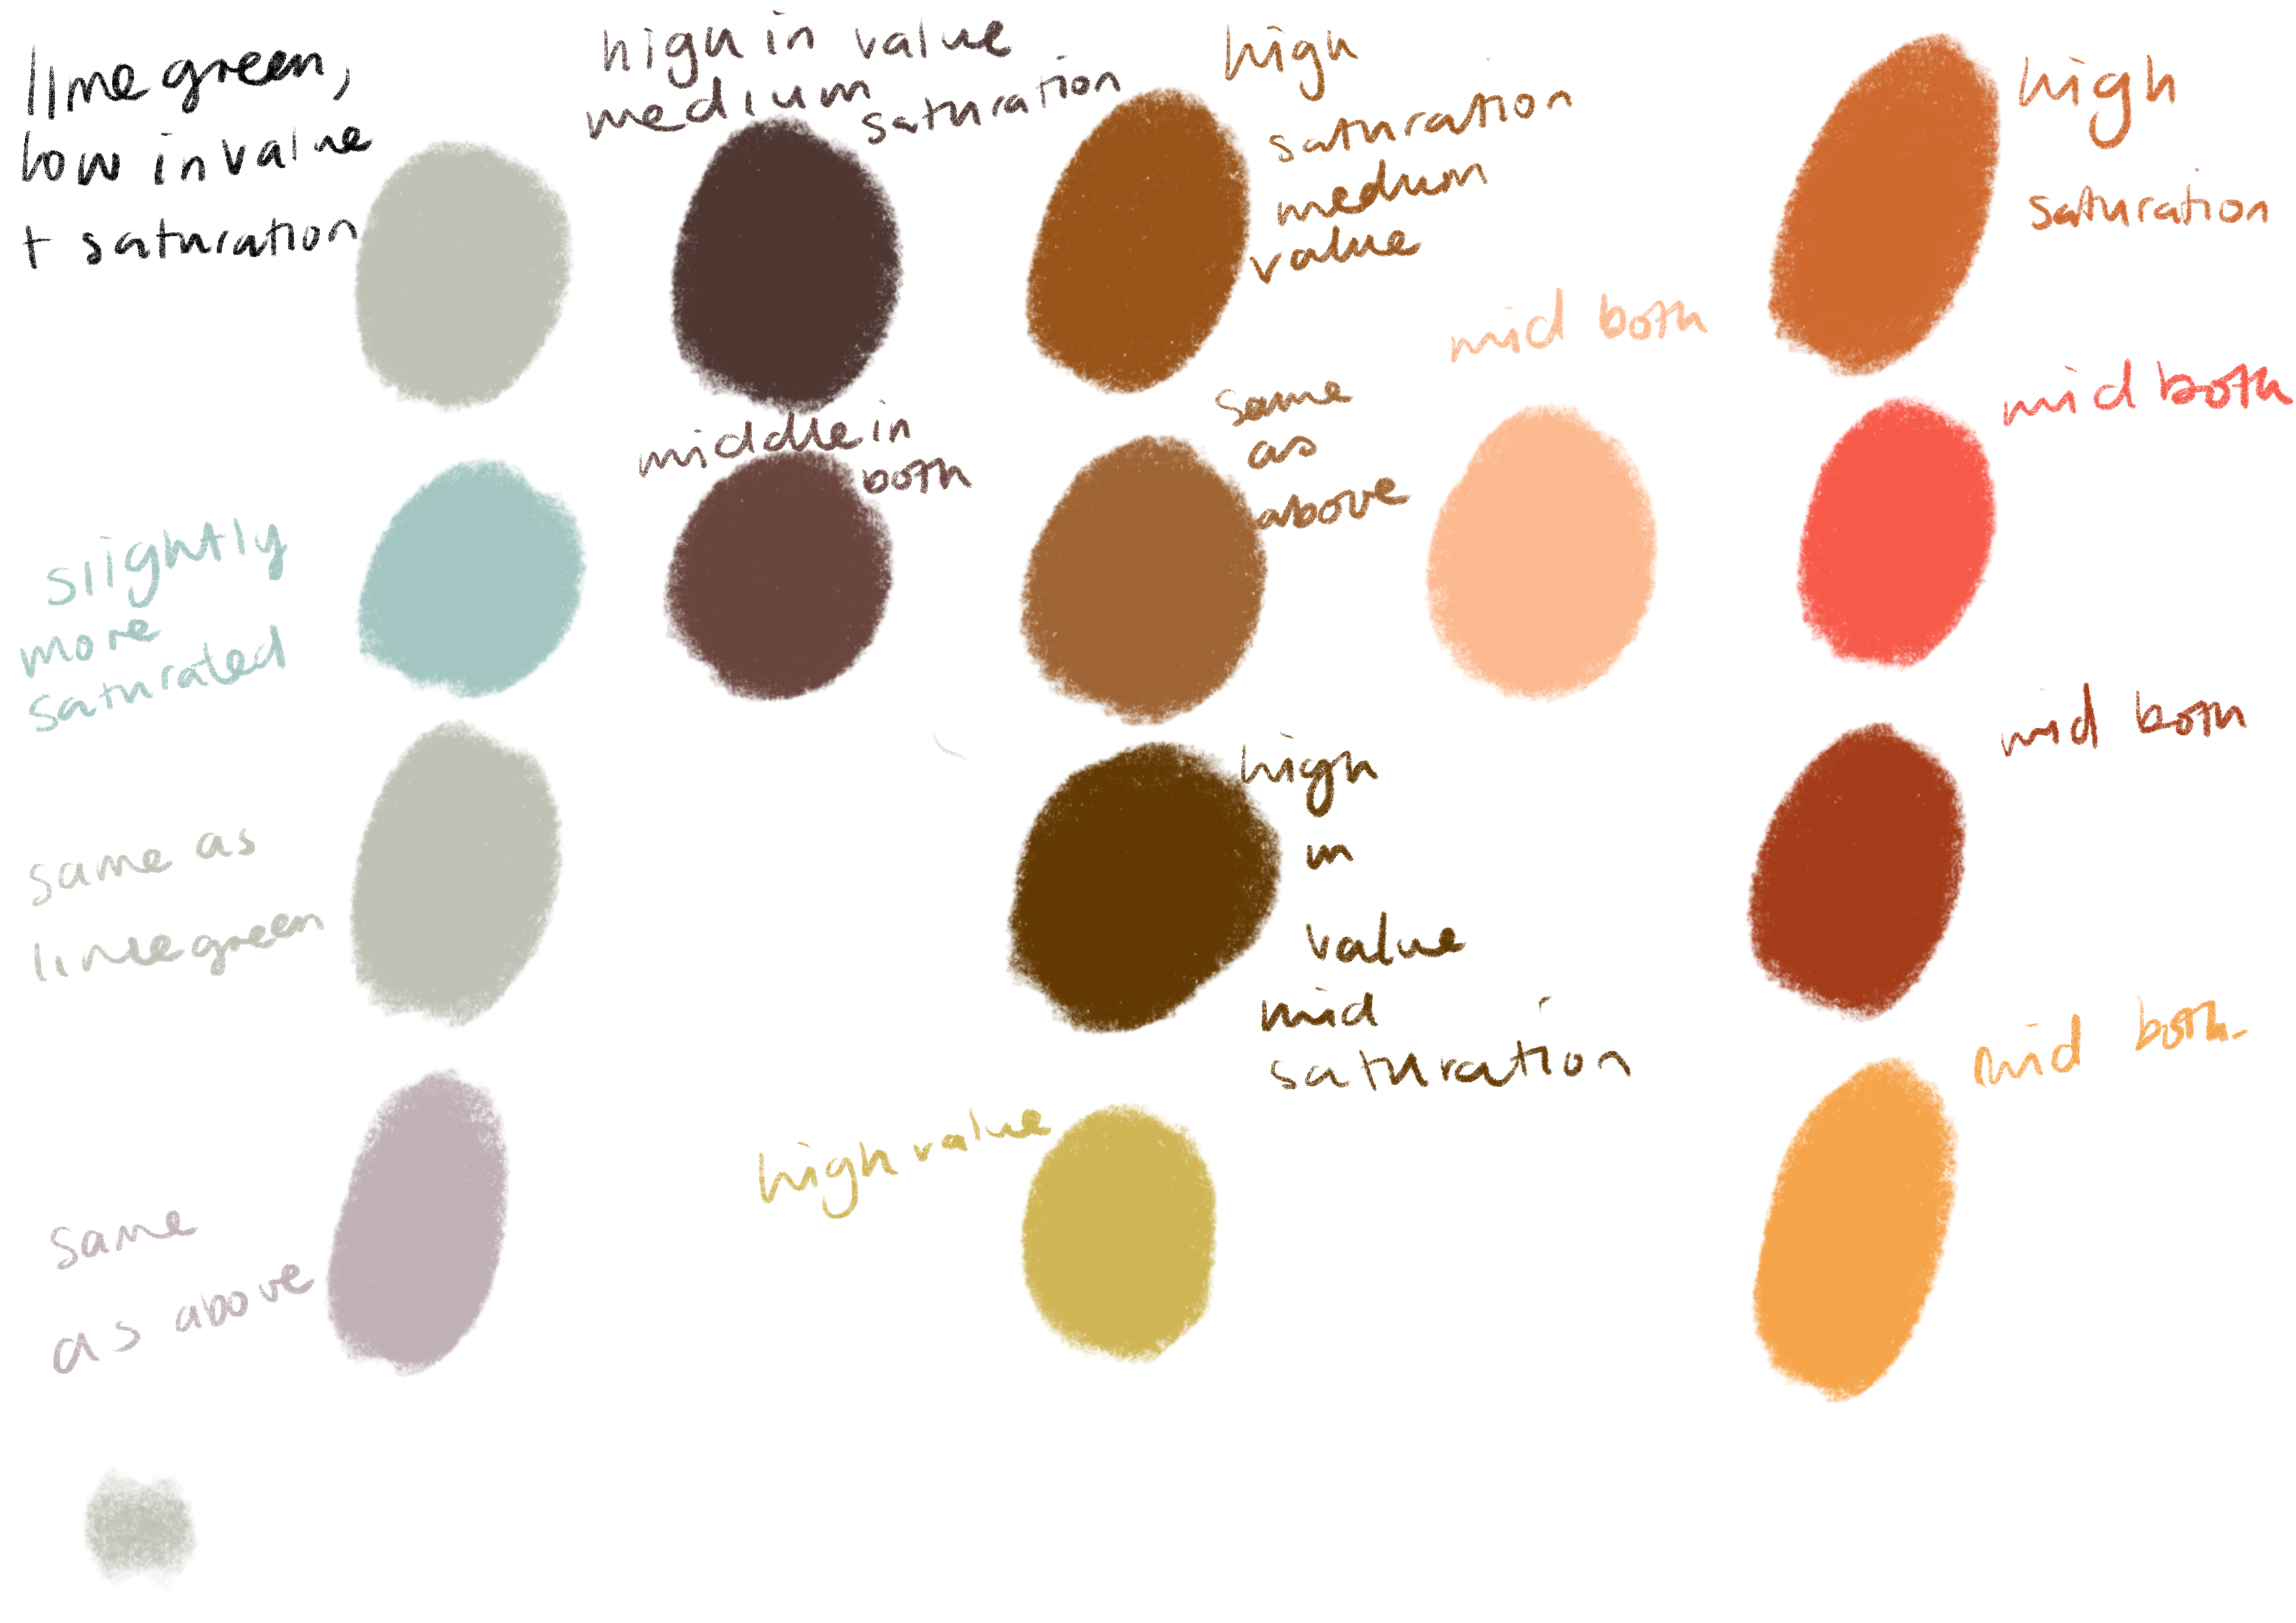 lime green,
low in value
+ saturation
high in value
medium saturation
high
saturation
medium
value
high
saturation
mid both
mid both
same
as
above
middle in
both
slightly
more
saturated
mid both
high
in
value
mid
saturation
same as
lime green
mid both.
high value
same
as above